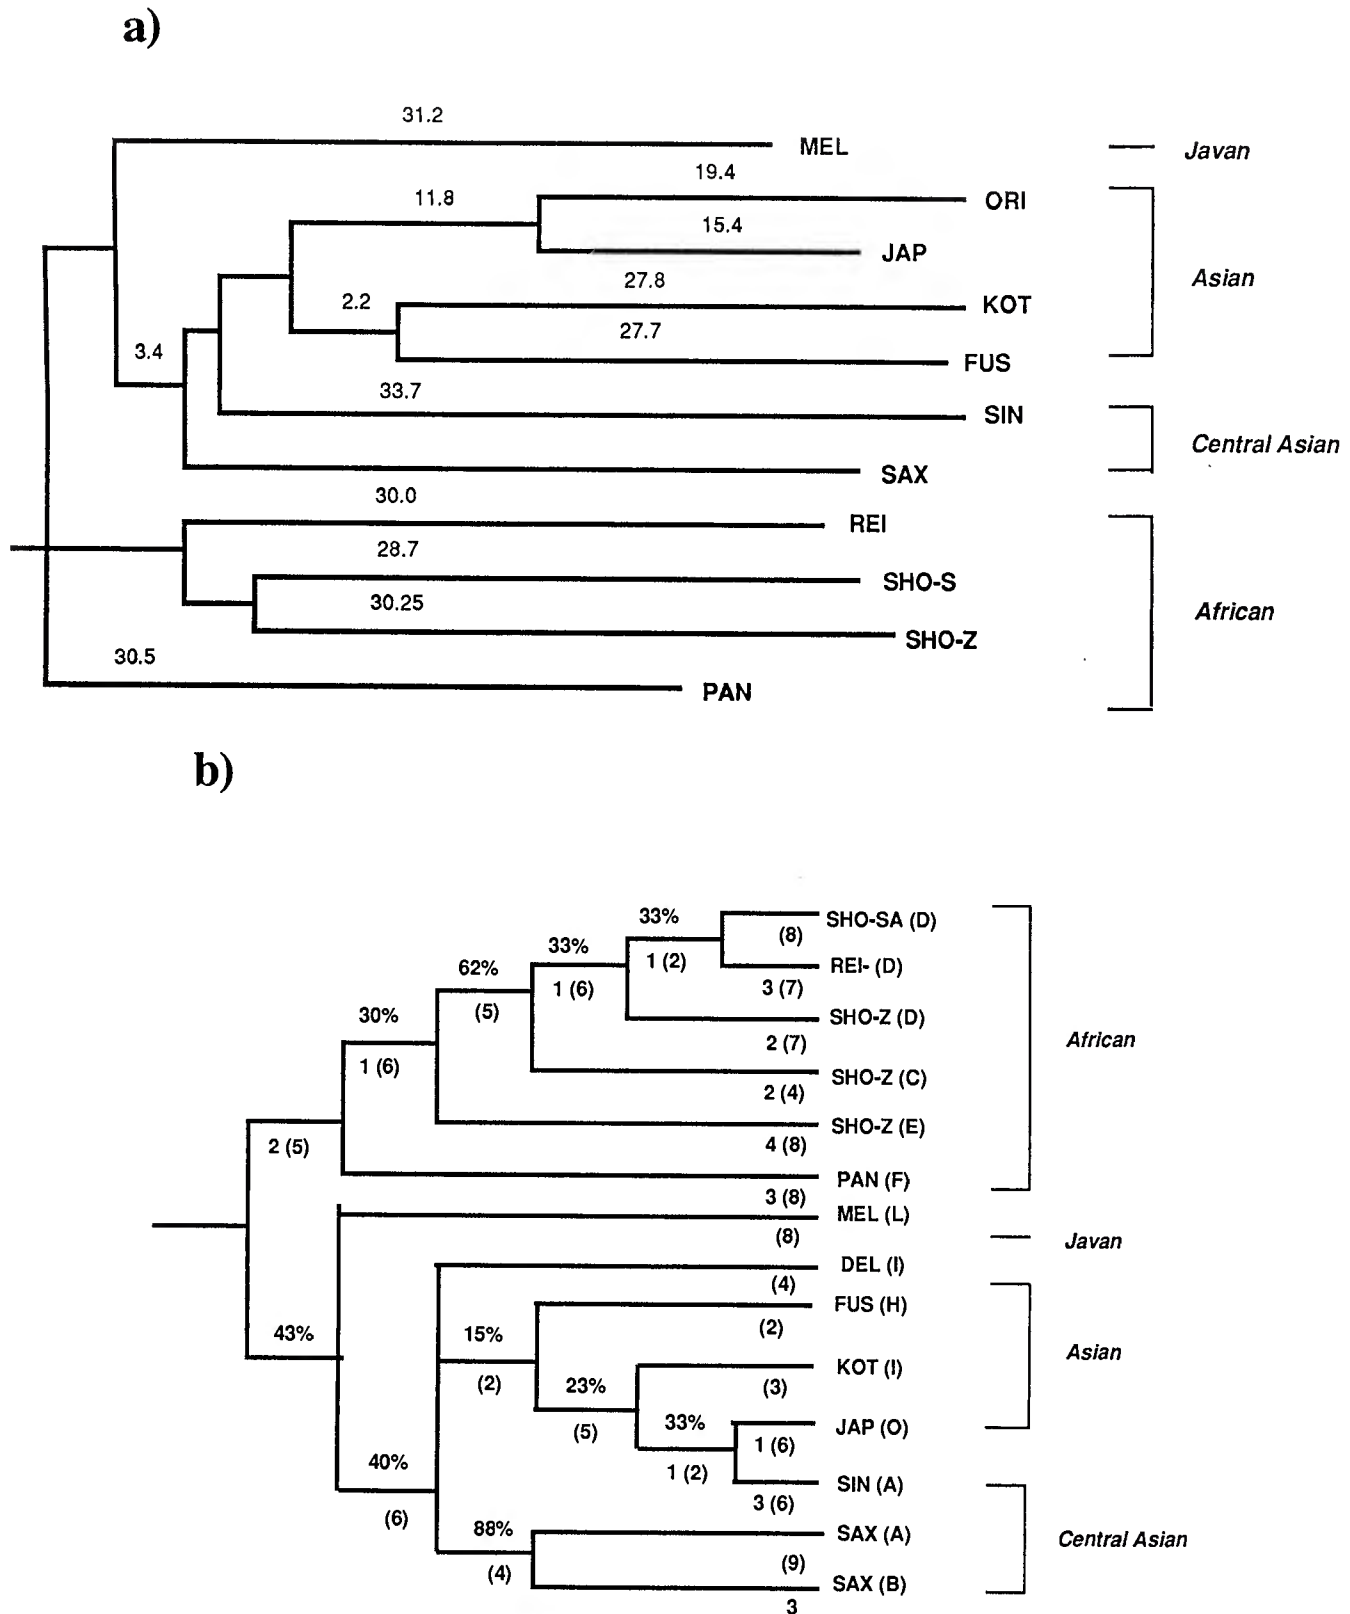 a)
31.2
MEL
Javan
19.4
11.8
ORI
15.4
JAP
Asian
27.8
2.2
KOT
27.7
3.4
FUS
33.7
SIN
Central Asian
SAX
30.0
REI
28.7
SHO-S
30.25
African
SHO-Z
30.5
PAN
b)
33%
SHO-SA (D)
(8)
33%
1 (2)
REI- (D)
62%
1 (6)
3 (7)
(5)
30%
SHO-Z (D)
2 (7)
African
1 (6)
SHO-Z (C)
2 (4)
SHO-Z (E)
2 (5)
4 (8)
PAN (F)
3 (8)
MEL (L)
(8)
Javan
DEL (I)
(4)
FUS (H)
43%
15%
(2)
Asian
(2)
23%
KOT (I)
(3)
(5)
33%
JAP (O)
1 (6)
40%
1 (2)
SIN (A)
3 (6)
(6)
88%
SAX (A)
Central Asian
(4)
(9)
SAX (B)
3